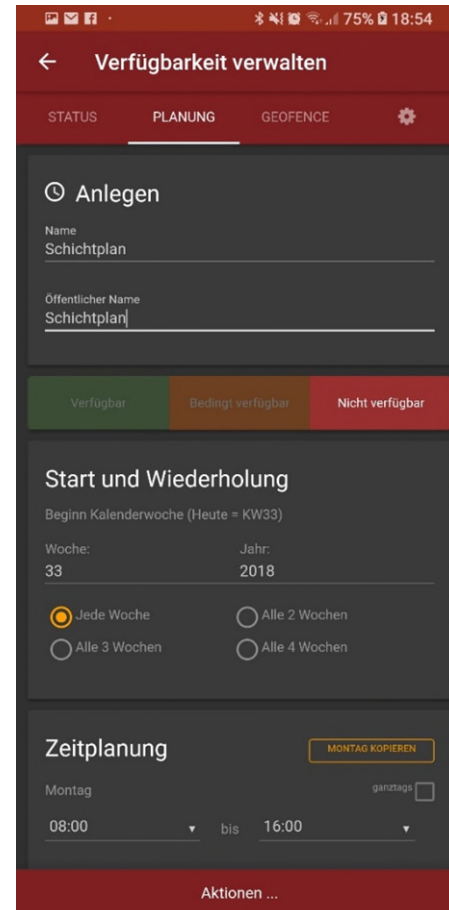 75% 18:54
Verfügbarkeit verwalten
STATUS PLANUNG GEOFENCE
Anlegen
Name
Schichtplan
Öffentlicher Name
Schichtplan
Verfügbar Bedingt verfügbar Nicht verfügbar
Start und Wiederholung
Beginn Kalenderwoche (Heute = KW33)
Woche: Jahr:
33 2018
Jede Woche Alle 2 Wochen
Alle 3 Wochen Alle 4 Wochen
Zeitplanung MONTAG KOPIEREN
Montag ganztags
08:00 bis 16:00
Aktionen ...